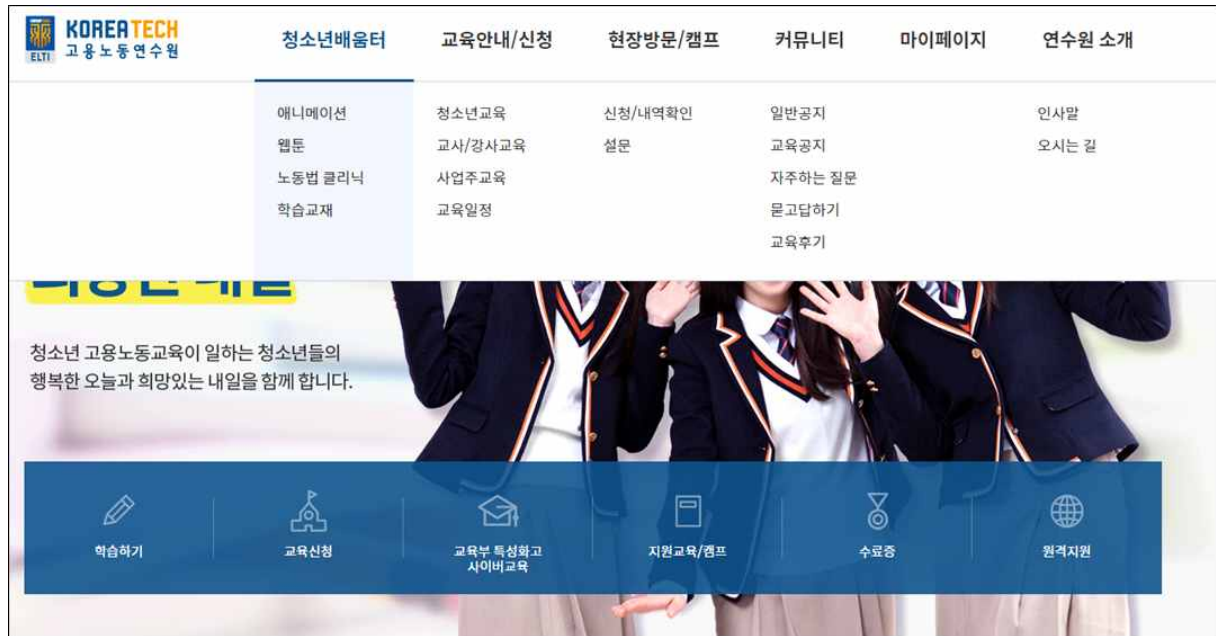 KOREATECH
고용노동연수원
ELTI
청소년배움터 교육안내/신청 현장방문/캠프 커뮤니티 마이페이지 연수원 소개
애니메이션 청소년교육 신청/내역확인 일반공지 인사말
웹툰 교사/강사교육 설문 교육공지 오시는 길
노동법 클리닉 사업주교육 자주하는 질문
학습교재 교육일정 묻고답하기
교육후기
청소년 고용노동교육이 일하는 청소년들의
행복한 오늘과 희망있는 내일을 함께 합니다.
학습하기 교육신청 교육부 특성화고 지원교육/캠프 수료증 원격지원
사이버교육